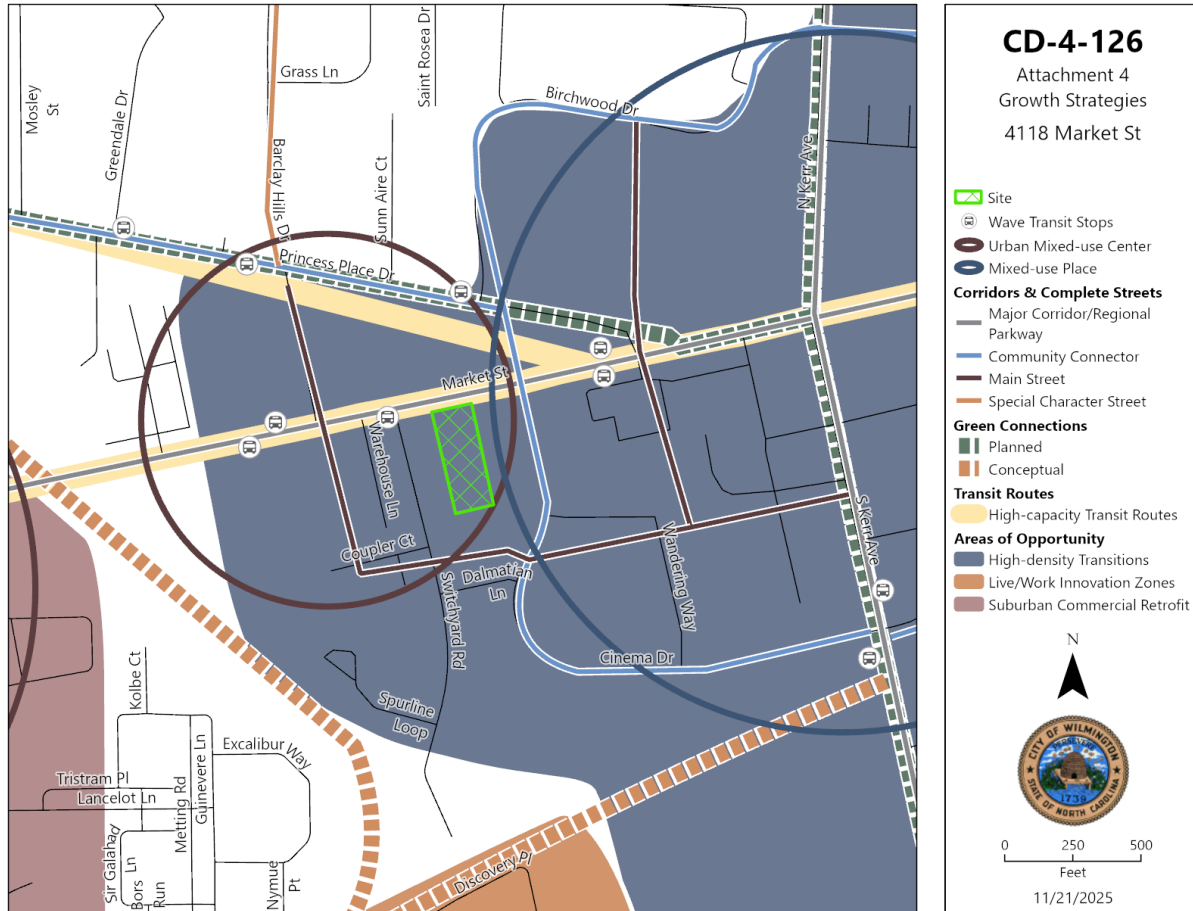 Mosley
St
Greendale Dr
Grass Ln
Saint Rosea Dr
Barclay Hills Dr
Sunn Aire Ct
Birchwood Dr
N Kerr Ave
Princess Place Dr
Market St
Warehouse Ln
Coupler Ct
Switchyard Rd
Dalmatian
Ln
Wandering Way
S Kerr Ave
Cinema Dr
Spurline
Loop
Kolbe Ct
Excalibur Way
Guinevere Ln
Metting Rd
Tristram Pl
Lancelot Ln
Sir Galahad
Bors Ln
Run
Nymue
Pt
Discovery Pl
CD-4-126
Attachment 4
Growth Strategies
4118 Market St
Site
Wave Transit Stops
Urban Mixed-use Center
Mixed-use Place
Corridors & Complete Streets
Major Corridor/Regional
Parkway
Community Connector
Main Street
Special Character Street
Green Connections
Planned
Conceptual
Transit Routes
High-capacity Transit Routes
Areas of Opportunity
High-density Transitions
Live/Work Innovation Zones
Suburban Commercial Retrofit
N
CITY OF WILMINGTON
PERSEVERE
1739
STATE OF NORTH CAROLINA
0 250 500
Feet
11/21/2025